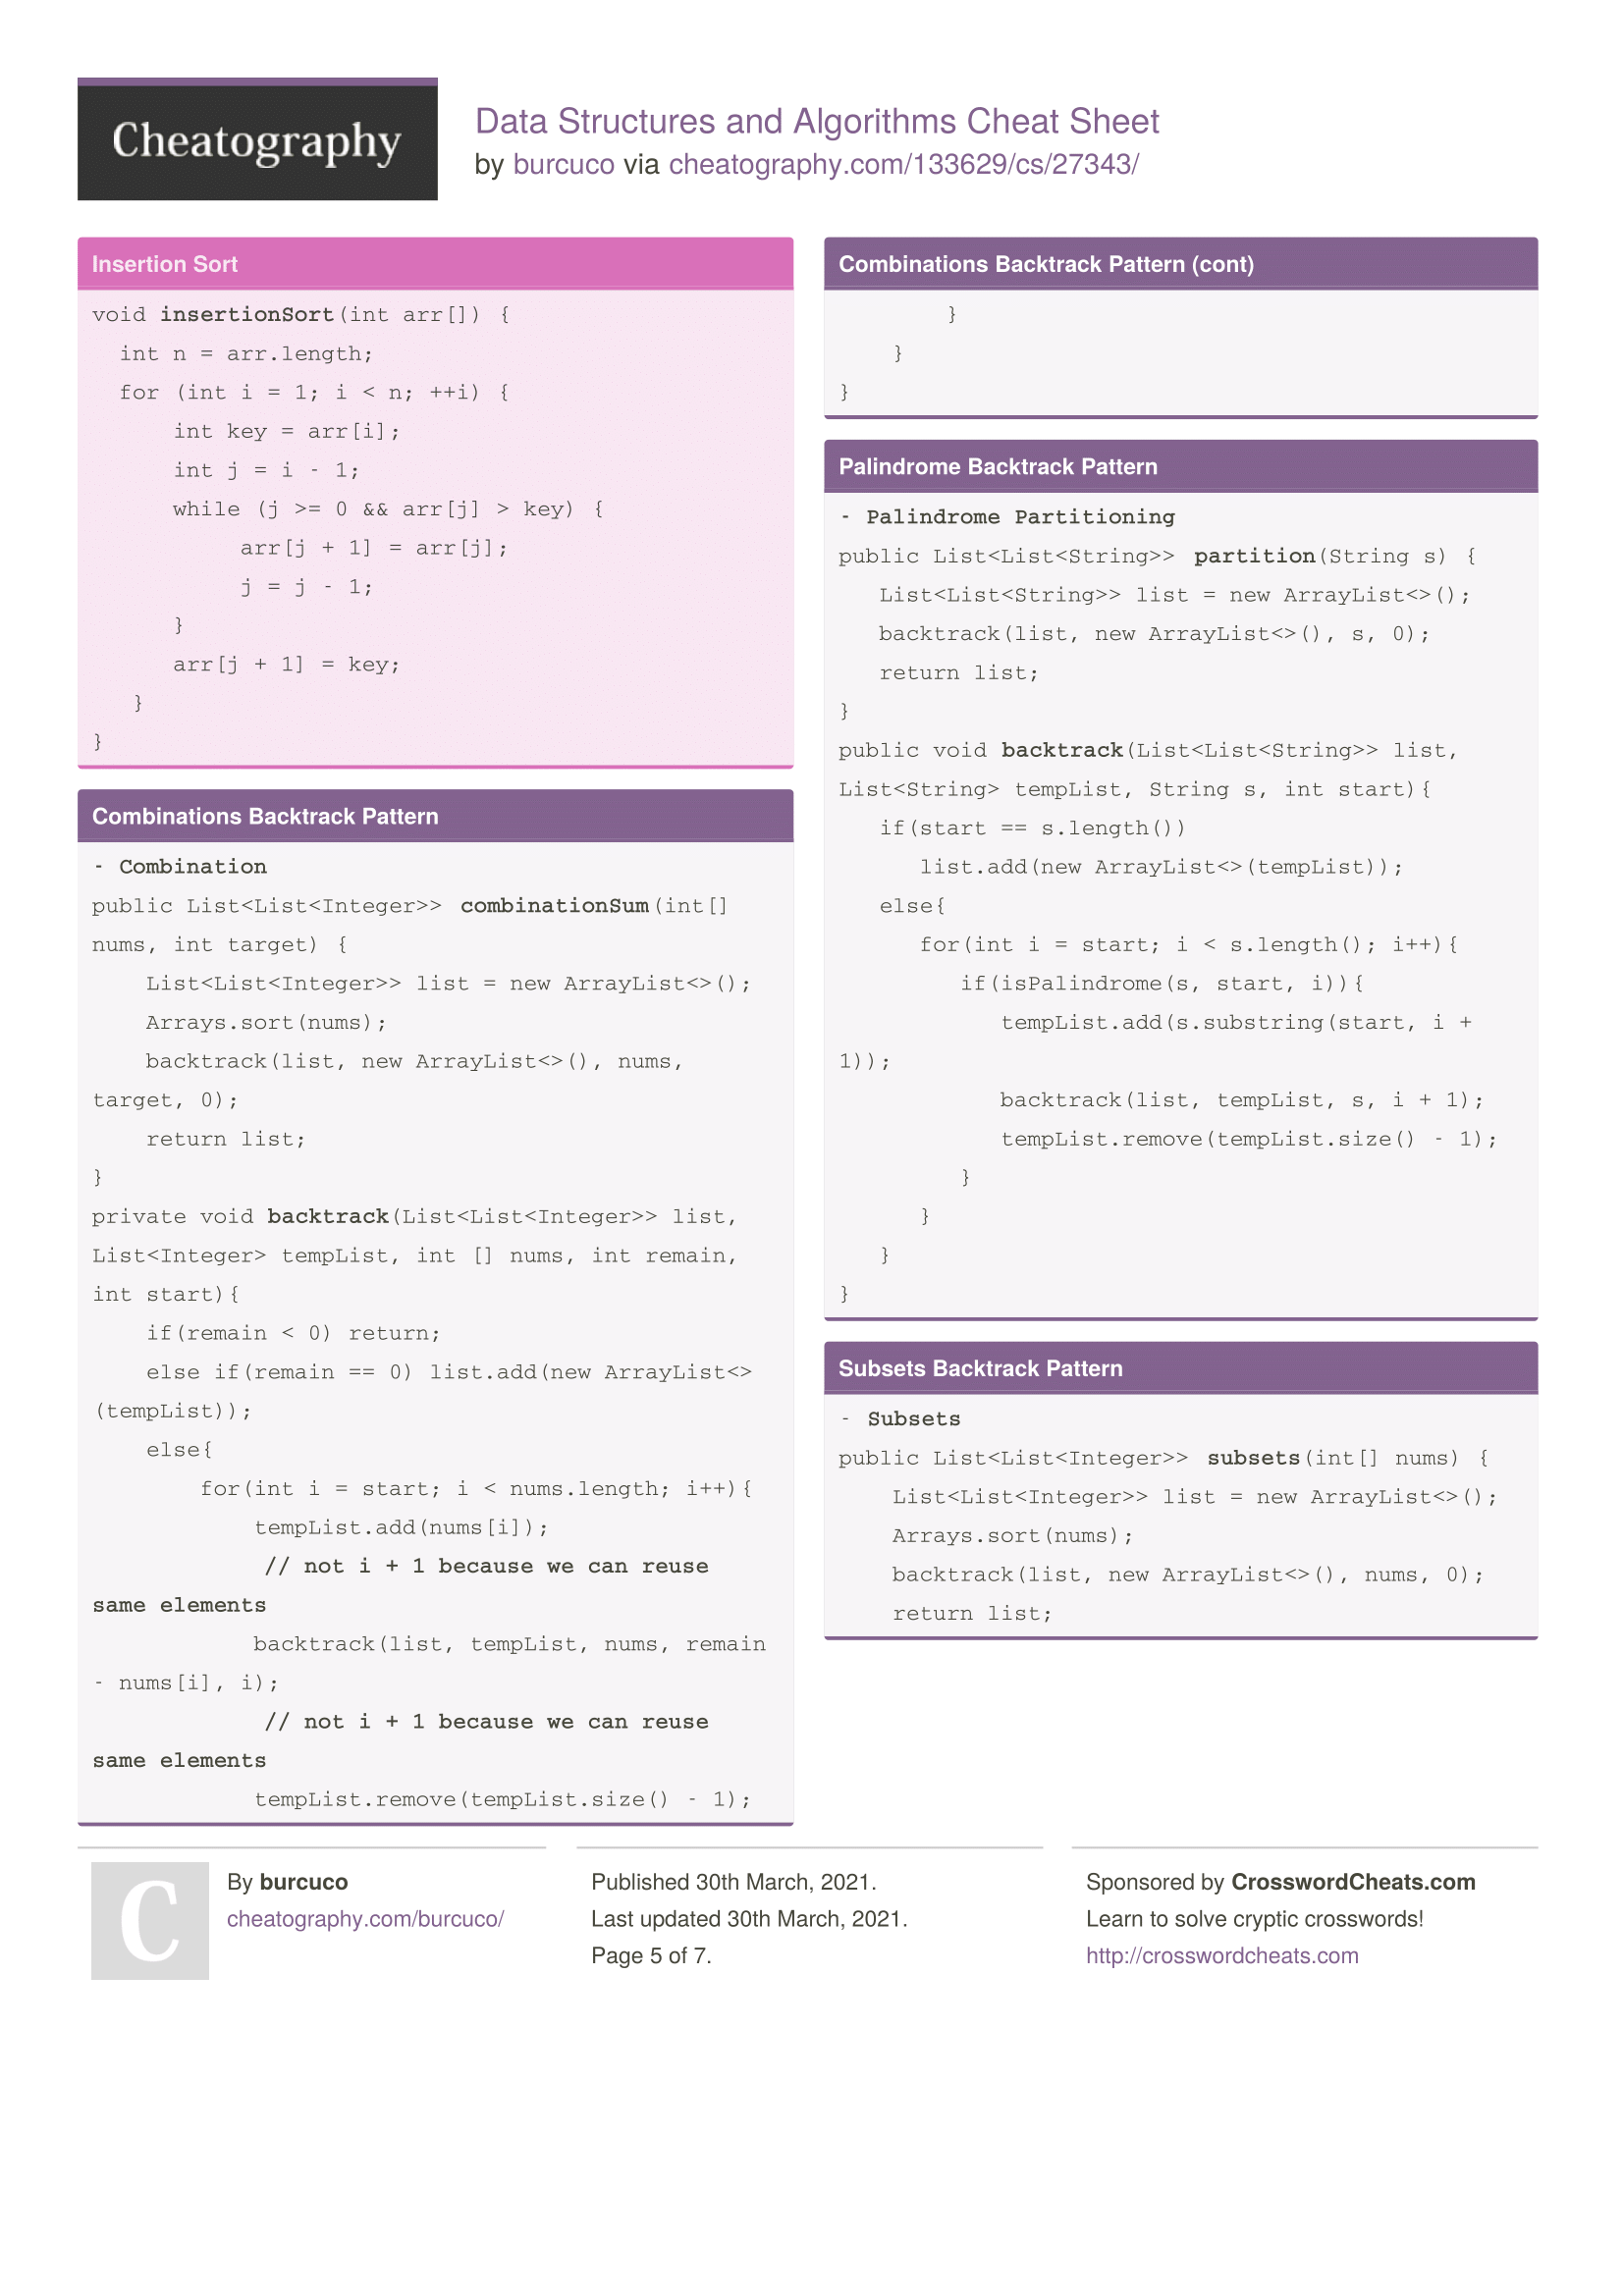 Cheatography
Data Structures and Algorithms Cheat Sheet
by burcuco via cheatography.com/133629/cs/27343/
Insertion Sort
void insertionSort(int arr[]) {
  int n = arr.length;
  for (int i = 1; i < n; ++i) {
      int key = arr[i];
      int j = i - 1;
      while (j >= 0 && arr[j] > key) {
           arr[j + 1] = arr[j];
           j = j - 1;
      }
      arr[j + 1] = key;
   }
}
Combinations Backtrack Pattern
- Combination
public List<List<Integer>> combinationSum(int[]
nums, int target) {
    List<List<Integer>> list = new ArrayList<>();
    Arrays.sort(nums);
    backtrack(list, new ArrayList<>(), nums,
target, 0);
    return list;
}
private void backtrack(List<List<Integer>> list,
List<Integer> tempList, int [] nums, int remain,
int start){
    if(remain < 0) return;
    else if(remain == 0) list.add(new ArrayList<>
(tempList));
    else{
        for(int i = start; i < nums.length; i++){
            tempList.add(nums[i]);
            // not i + 1 because we can reuse
same elements
            backtrack(list, tempList, nums, remain
- nums[i], i);
            // not i + 1 because we can reuse
same elements
            tempList.remove(tempList.size() - 1);
Combinations Backtrack Pattern (cont)
        }
    }
}
Palindrome Backtrack Pattern
- Palindrome Partitioning
public List<List<String>> partition(String s) {
   List<List<String>> list = new ArrayList<>();
   backtrack(list, new ArrayList<>(), s, 0);
   return list;
}
public void backtrack(List<List<String>> list,
List<String> tempList, String s, int start){
   if(start == s.length())
      list.add(new ArrayList<>(tempList));
   else{
      for(int i = start; i < s.length(); i++){
         if(isPalindrome(s, start, i)){
            tempList.add(s.substring(start, i +
1));
            backtrack(list, tempList, s, i + 1);
            tempList.remove(tempList.size() - 1);
         }
      }
   }
}
Subsets Backtrack Pattern
- Subsets
public List<List<Integer>> subsets(int[] nums) {
    List<List<Integer>> list = new ArrayList<>();
    Arrays.sort(nums);
    backtrack(list, new ArrayList<>(), nums, 0);
    return list;
C
By burcuco
cheatography.com/burcuco/
Published 30th March, 2021.
Last updated 30th March, 2021.
Page 5 of 7.
Sponsored by CrosswordCheats.com
Learn to solve cryptic crosswords!
http://crosswordcheats.com